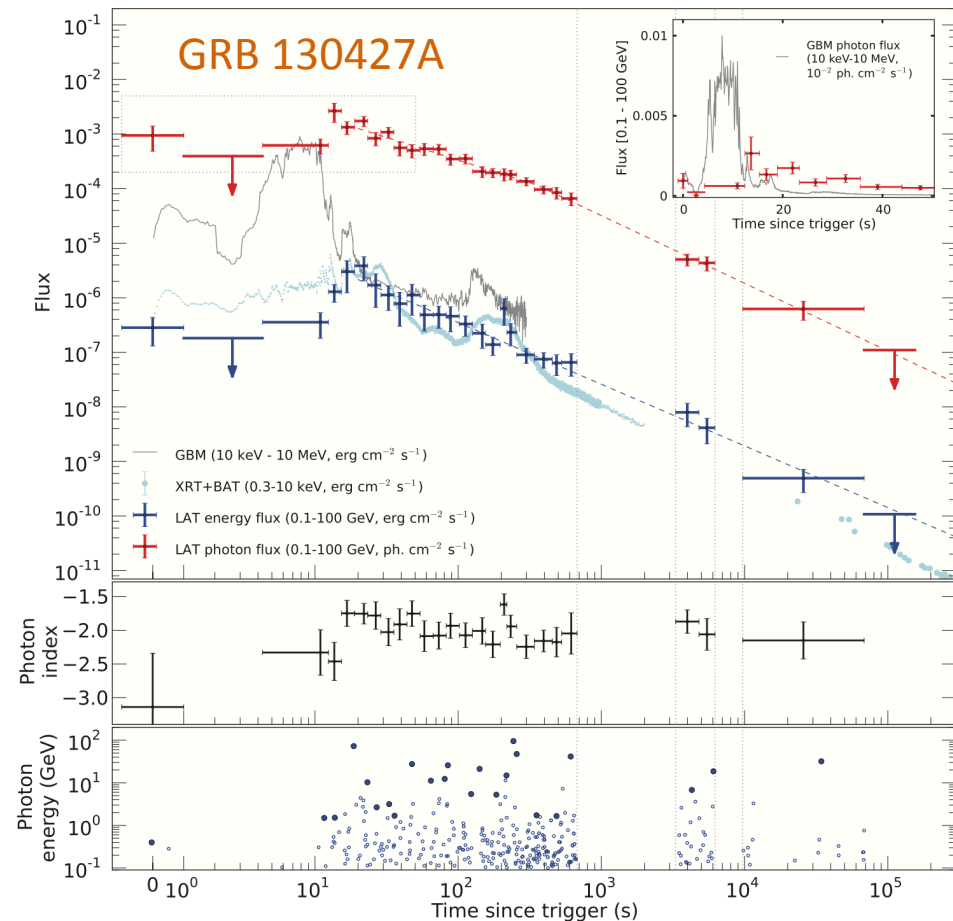 GRB 130427A
10⁻¹
10⁻²
10⁻³
10⁻⁴
10⁻⁵
10⁻⁶
10⁻⁷
10⁻⁸
10⁻⁹
10⁻¹⁰
10⁻¹¹
Flux
0.01
0.005
0
Flux [0.1 - 100 GeV]
GBM photon flux
(10 keV-10 MeV,
10⁻² ph. cm⁻² s⁻¹)
0 20 40
Time since trigger (s)
GBM (10 keV - 10 MeV, erg cm⁻² s⁻¹)
XRT+BAT (0.3-10 keV, erg cm⁻² s⁻¹)
LAT energy flux (0.1-100 GeV, erg cm⁻² s⁻¹)
LAT photon flux (0.1-100 GeV, ph. cm⁻² s⁻¹)
−1.5
−2.0
−2.5
−3.0
Photon
index
10²
10¹
10⁰
10⁻¹
Photon
energy (GeV)
0 10⁰ 10¹ 10² 10³ 10⁴ 10⁵
Time since trigger (s)